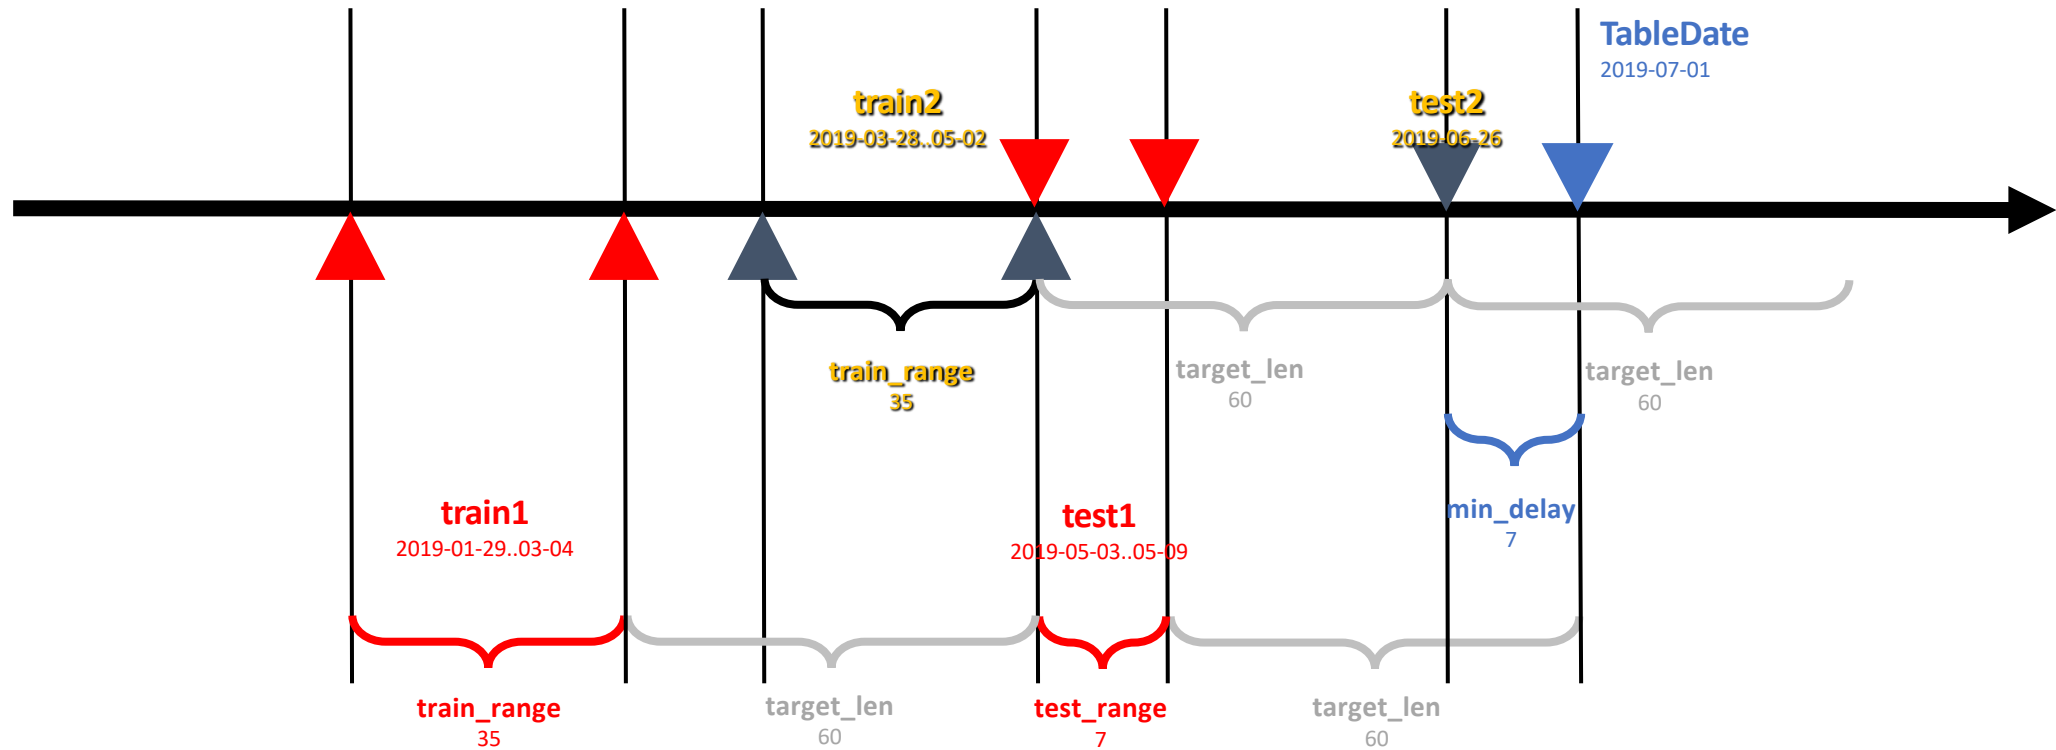 TableDate
2019-07-01
train2
2019-03-28..05-02
test2
2019-06-26
train_range
35
target_len
60
target_len
60
min_delay
7
train1
2019-01-29..03-04
test1
2019-05-03..05-09
train_range
35
target_len
60
test_range
7
target_len
60